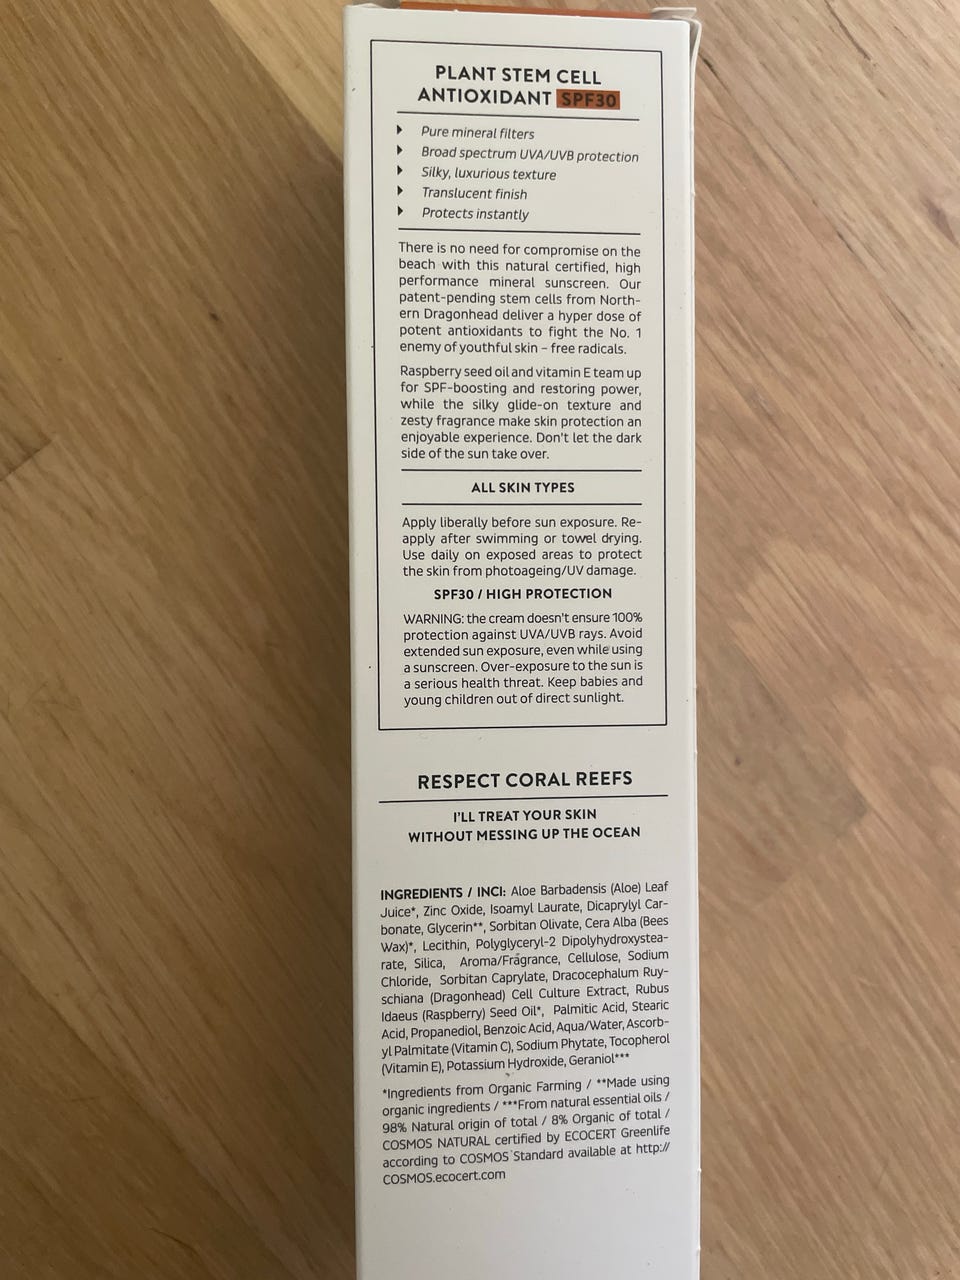 PLANT STEM CELL
ANTIOXIDANT SPF30
Pure mineral filters
Broad spectrum UVA/UVB protection
Silky, luxurious texture
Translucent finish
Protects instantly
There is no need for compromise on the
beach with this natural certified, high
performance mineral sunscreen. Our
patent-pending stem cells from North-
ern Dragonhead deliver a hyper dose of
potent antioxidants to fight the No. 1
enemy of youthful skin – free radicals.
Raspberry seed oil and vitamin E team up
for SPF-boosting and restoring power,
while the silky glide-on texture and
zesty fragrance make skin protection an
enjoyable experience. Don't let the dark
side of the sun take over.
ALL SKIN TYPES
Apply liberally before sun exposure. Re-
apply after swimming or towel drying.
Use daily on exposed areas to protect
the skin from photoageing/UV damage.
SPF30 / HIGH PROTECTION
WARNING: the cream doesn't ensure 100%
protection against UVA/UVB rays. Avoid
extended sun exposure, even while using
a sunscreen. Over-exposure to the sun is
a serious health threat. Keep babies and
young children out of direct sunlight.
RESPECT CORAL REEFS
I'LL TREAT YOUR SKIN
WITHOUT MESSING UP THE OCEAN
INGREDIENTS / INCI: Aloe Barbadensis (Aloe) Leaf
Juice*, Zinc Oxide, Isoamyl Laurate, Dicaprylyl Car-
bonate, Glycerin**, Sorbitan Olivate, Cera Alba (Bees
Wax)*, Lecithin, Polyglyceryl-2 Dipolyhydroxystea-
rate, Silica, Aroma/Fragrance, Cellulose, Sodium
Chloride, Sorbitan Caprylate, Dracocephalum Ruy-
schiana (Dragonhead) Cell Culture Extract, Rubus
Idaeus (Raspberry) Seed Oil*, Palmitic Acid, Stearic
Acid, Propanediol, Benzoic Acid, Aqua/Water, Ascorb-
yl Palmitate (Vitamin C), Sodium Phytate, Tocopherol
(Vitamin E), Potassium Hydroxide, Geraniol***
*Ingredients from Organic Farming / **Made using
organic ingredients / ***From natural essential oils /
98% Natural origin of total / 8% Organic of total /
COSMOS NATURAL certified by ECOCERT Greenlife
according to COSMOS Standard available at http://
COSMOS.ecocert.com